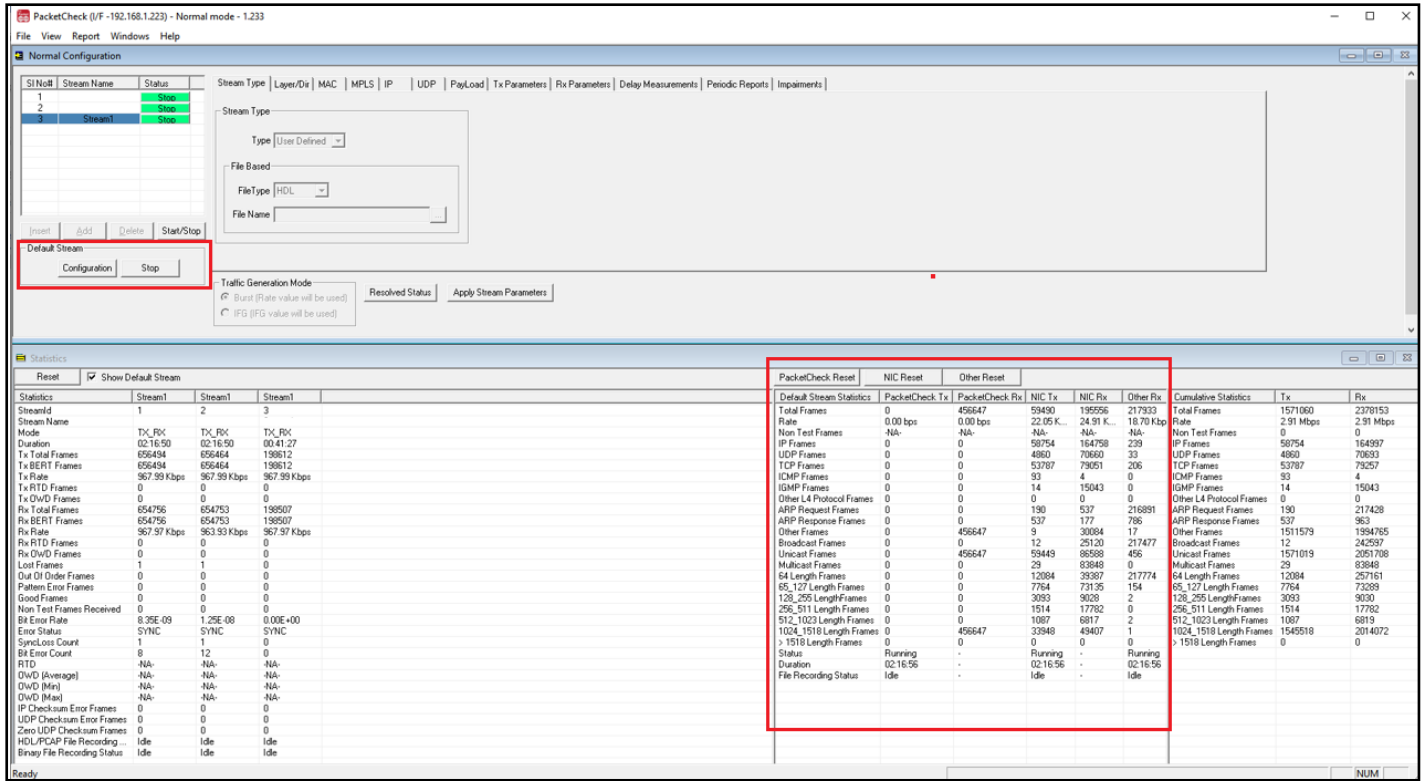 PacketCheck (I/F -192.168.1.223) - Normal mode - 1.233
File View Report Windows Help
Normal Configuration
Sl No# Stream Name Status
1 Stop
2 Stop
3 Stream1 Stop
Insert Add Delete Start/Stop
Default Stream
Configuration Stop
Stream Type Layer/Dir MAC MPLS IP UDP PayLoad Tx Parameters Rx Parameters Delay Measurements Periodic Reports Impairments
Stream Type
Type User Defined
File Based
FileType HDL
File Name ...
Traffic Generation Mode
Burst (Rate value will be used)
IFG (IFG value will be used)
Resolved Status Apply Stream Parameters
Statistics
Reset Show Default Stream
Statistics Stream1 Stream1 Stream1
StreamId 1 2 3
Stream Name
Mode TX_RX TX_RX TX_RX
Duration 02:16:50 02:16:50 00:41:27
Tx Total Frames 656494 656464 198612
Tx BERT Frames 656494 656464 198612
Tx Rate 967.99 Kbps 967.99 Kbps 967.99 Kbps
Tx RTD Frames 0 0 0
Tx OWD Frames 0 0 0
Rx Total Frames 654756 654753 198507
Rx BERT Frames 654756 654753 198507
Rx Rate 967.97 Kbps 963.93 Kbps 967.97 Kbps
Rx RTD Frames 0 0 0
Rx OWD Frames 0 0 0
Lost Frames 1 1 0
Out Of Order Frames 0 0 0
Pattern Error Frames 0 0 0
Good Frames 0 0 0
Non Test Frames Received 0 0 0
Bit Error Rate 8.35E-09 1.25E-08 0.00E+00
Error Status SYNC SYNC SYNC
SyncLoss Count 1 1 0
Bit Error Count 8 12 0
RTD -NA- -NA- -NA-
OWD (Average) -NA- -NA- -NA-
OWD (Min) -NA- -NA- -NA-
OWD (Max) -NA- -NA- -NA-
IP Checksum Error Frames 0 0 0
UDP Checksum Error Frames 0 0 0
Zero UDP Checksum Frames 0 0 0
HDL/PCAP File Recording ... Idle Idle Idle
Binary File Recording Status Idle Idle Idle
PacketCheck Reset NIC Reset Other Reset
Default Stream Statistics PacketCheck Tx PacketCheck Rx NIC Tx NIC Rx Other Rx Cumulative Statistics Tx Rx
Total Frames 0 456647 59490 195556 217933 Total Frames 1571060 2378153
Rate 0.00 bps 0.00 bps 22.05 K... 24.91 K... 18.70 Kbp Rate 2.91 Mbps 2.91 Mbps
Non Test Frames -NA- -NA- -NA- -NA- -NA- Non Test Frames 0 0
IP Frames 0 0 58754 164758 239 IP Frames 58754 164997
UDP Frames 0 0 4860 70660 33 UDP Frames 4860 70693
TCP Frames 0 0 53787 79051 206 TCP Frames 53787 79257
ICMP Frames 0 0 93 4 0 ICMP Frames 93 4
IGMP Frames 0 0 14 15043 0 IGMP Frames 14 15043
Other L4 Protocol Frames 0 0 0 0 0 Other L4 Protocol Frames 0 0
ARP Request Frames 0 0 190 537 216891 ARP Request Frames 190 217428
ARP Response Frames 0 0 537 177 786 ARP Response Frames 537 963
Other Frames 0 456647 9 30084 17 Other Frames 1511579 1994765
Broadcast Frames 0 0 12 25120 217477 Broadcast Frames 12 242597
Unicast Frames 0 456647 59449 86588 456 Unicast Frames 1571019 2051708
Multicast Frames 0 0 29 83848 0 Multicast Frames 29 83848
64 Length Frames 0 0 12084 39387 217774 64 Length Frames 12084 257161
65_127 Length Frames 0 0 7764 73135 154 65_127 Length Frames 7764 73289
128_255 LengthFrames 0 0 3093 9028 2 128_255 LengthFrames 3093 9030
256_511 Length Frames 0 0 1514 17782 0 256_511 Length Frames 1514 17782
512_1023 Length Frames 0 0 1087 6817 2 512_1023 Length Frames 1087 6819
1024_1518 Length Frames 0 456647 33948 49407 1 1024_1518 Length Frames 1545518 2014072
> 1518 Length Frames 0 0 0 0 0 > 1518 Length Frames 0 0
Status Running - Running - Running
Duration 02:16:56 - 02:16:56 - 02:16:56
File Recording Status Idle - Idle - Idle
Ready NUM